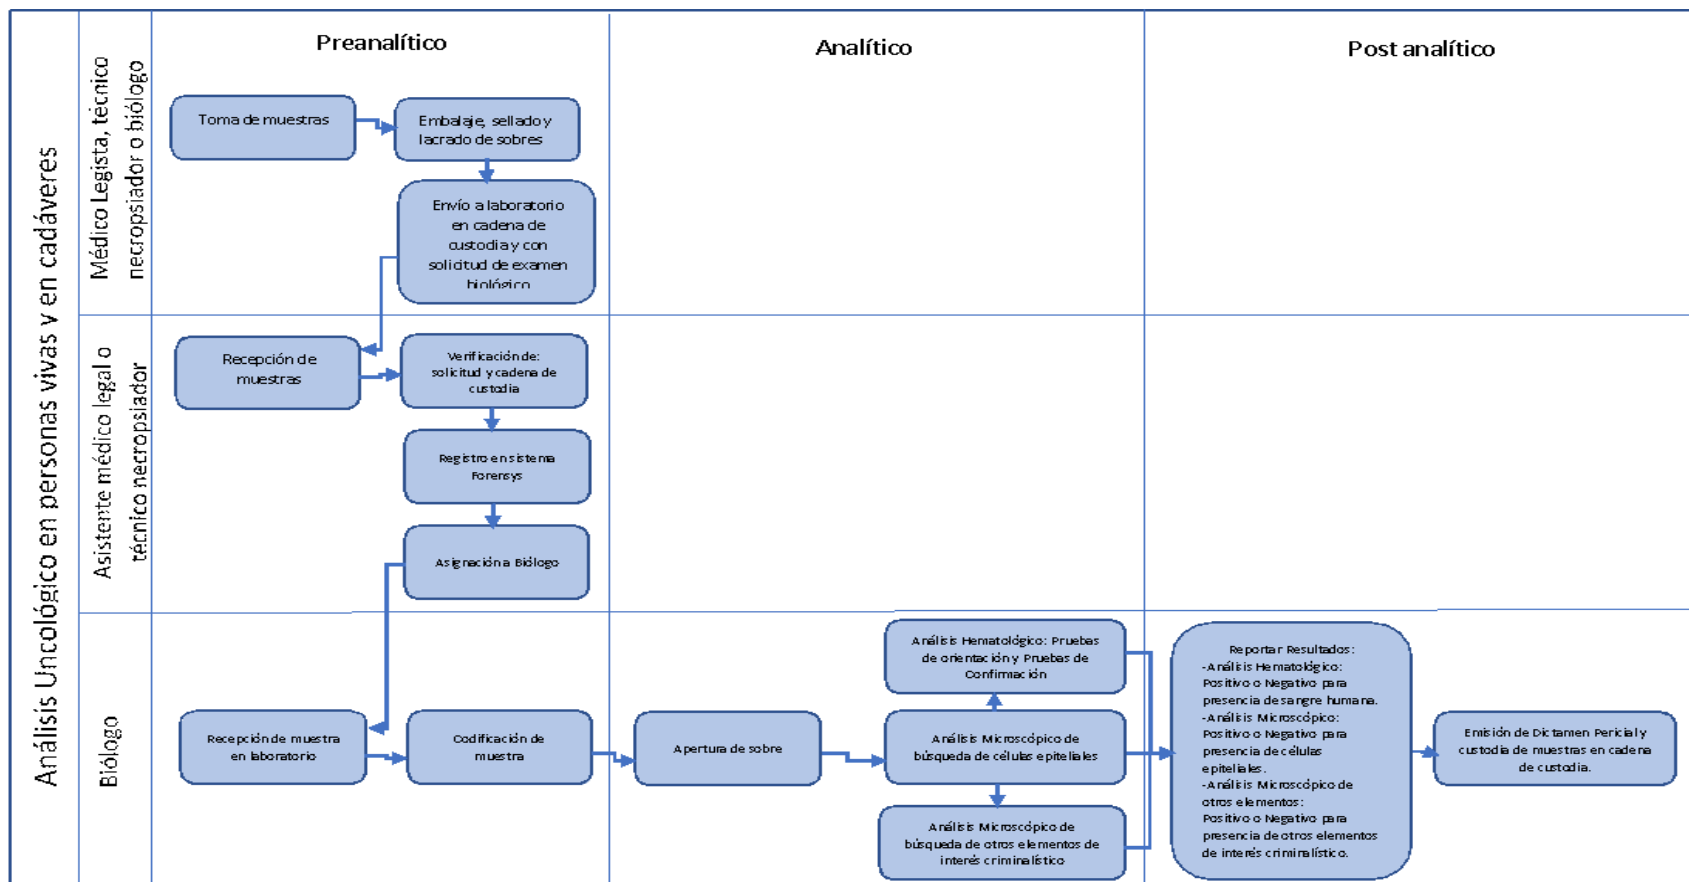 Análisis Uncológico en personas vivas v en cadáveres
Preanalítico
Analítico
Post analítico
Médico Legista, técnico
necropsiador o biólogo
Toma de muestras
Embalaje, sellado y
lacrado de sobres
Envío a laboratorio
en cadena de
custodia y con
solicitud de examen
biológico
Asistente médico legal o
técnico necropsiador
Recepción de
muestras
Verificación de:
solicitud y cadena de
custodia
Registro en sistema
Forensys
Asignación a Biólogo
Biólogo
Recepción de muestra
en laboratorio
Codificación de
muestra
Apertura de sobre
Análisis Hematológico: Pruebas
de orientación y Pruebas de
Confirmación
Análisis Microscópico de
búsqueda de células epiteliales
Análisis Microscópico de
búsqueda de otros elementos de
interés criminalístico
Reportar Resultados:
-Análisis Hematológico:
Positivo o Negativo para
presencia de sangre humana.
-Análisis Microscópico:
Positivo o Negativo para
presencia de células
epiteliales.
-Análisis Microscópico de
otros elementos:
Positivo o Negativo para
presencia de otros elementos
de interés criminalístico.
Emisión de Dictamen Pericial y
custodia de muestras en cadena
de custodia.